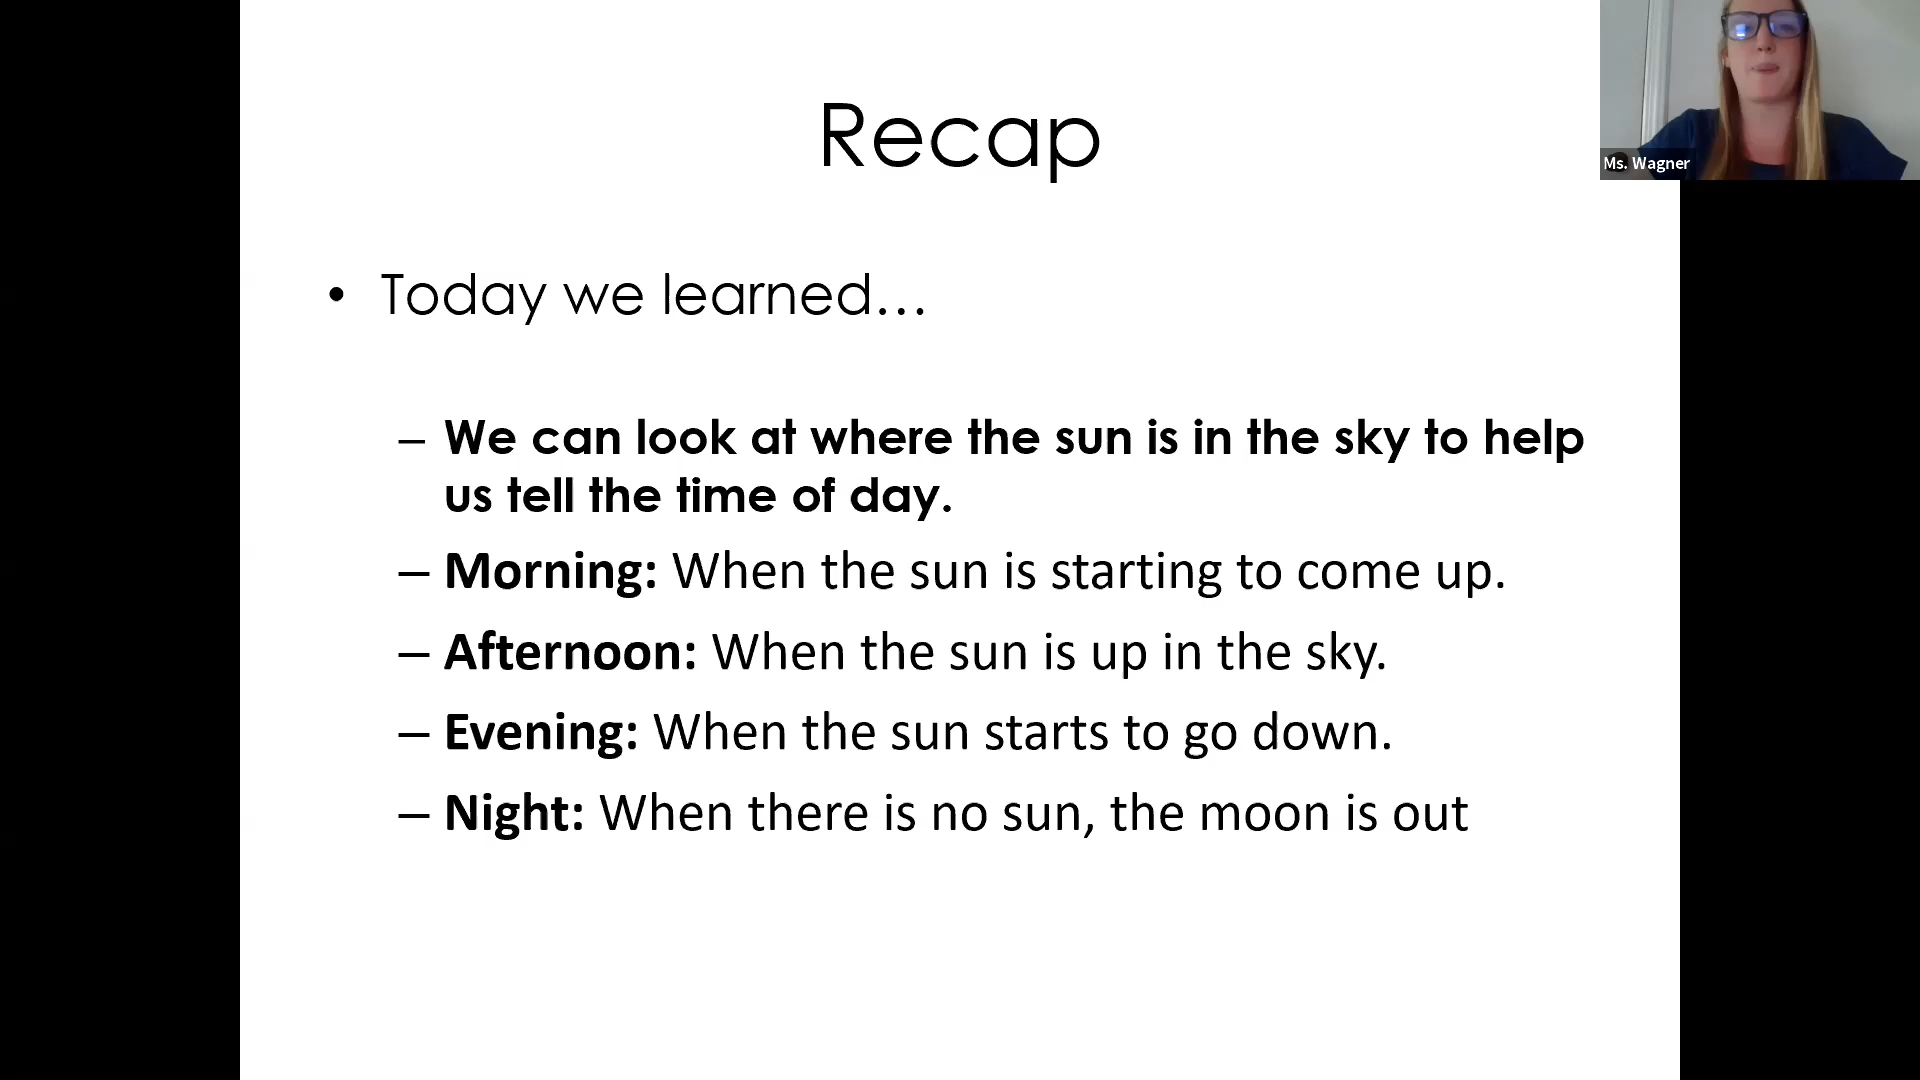 Recap
Ms. Wagner
• Today we learned...
– We can look at where the sun is in the sky to help
us tell the time of day.
– Morning: When the sun is starting to come up.
– Afternoon: When the sun is up in the sky.
– Evening: When the sun starts to go down.
– Night: When there is no sun, the moon is out